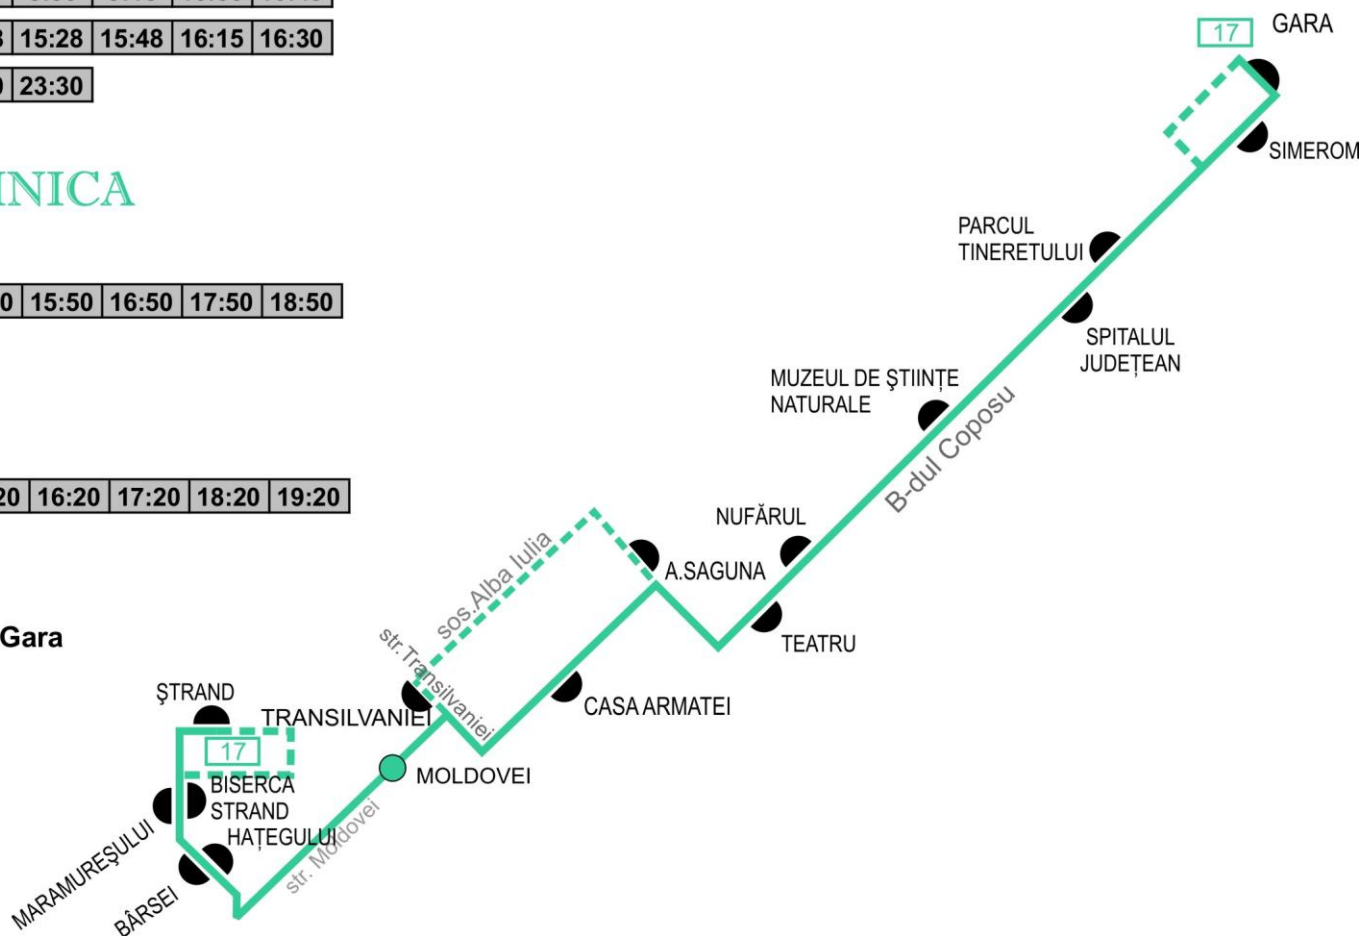 15:28 15:48 16:15 16:30
23:30
INICA
15:50 16:50 17:50 18:50
16:20 17:20 18:20 19:20
Gara
17
GARA
SIMEROM
PARCUL
TINERETULUI
SPITALUL
JUDEȚEAN
MUZEUL DE ŞTIINȚE
NATURALE
B-dul Coposu
NUFĂRUL
A.SAGUNA
TEATRU
sos.Alba Iulia
str.Transilvaniei
CASA ARMATEI
ŞTRAND
TRANSILVANIEI
17
MOLDOVEI
BISERCA
STRAND
HAȚEGULUI
str. Moldovei
MARAMUREŞULUI
BÂRSEI